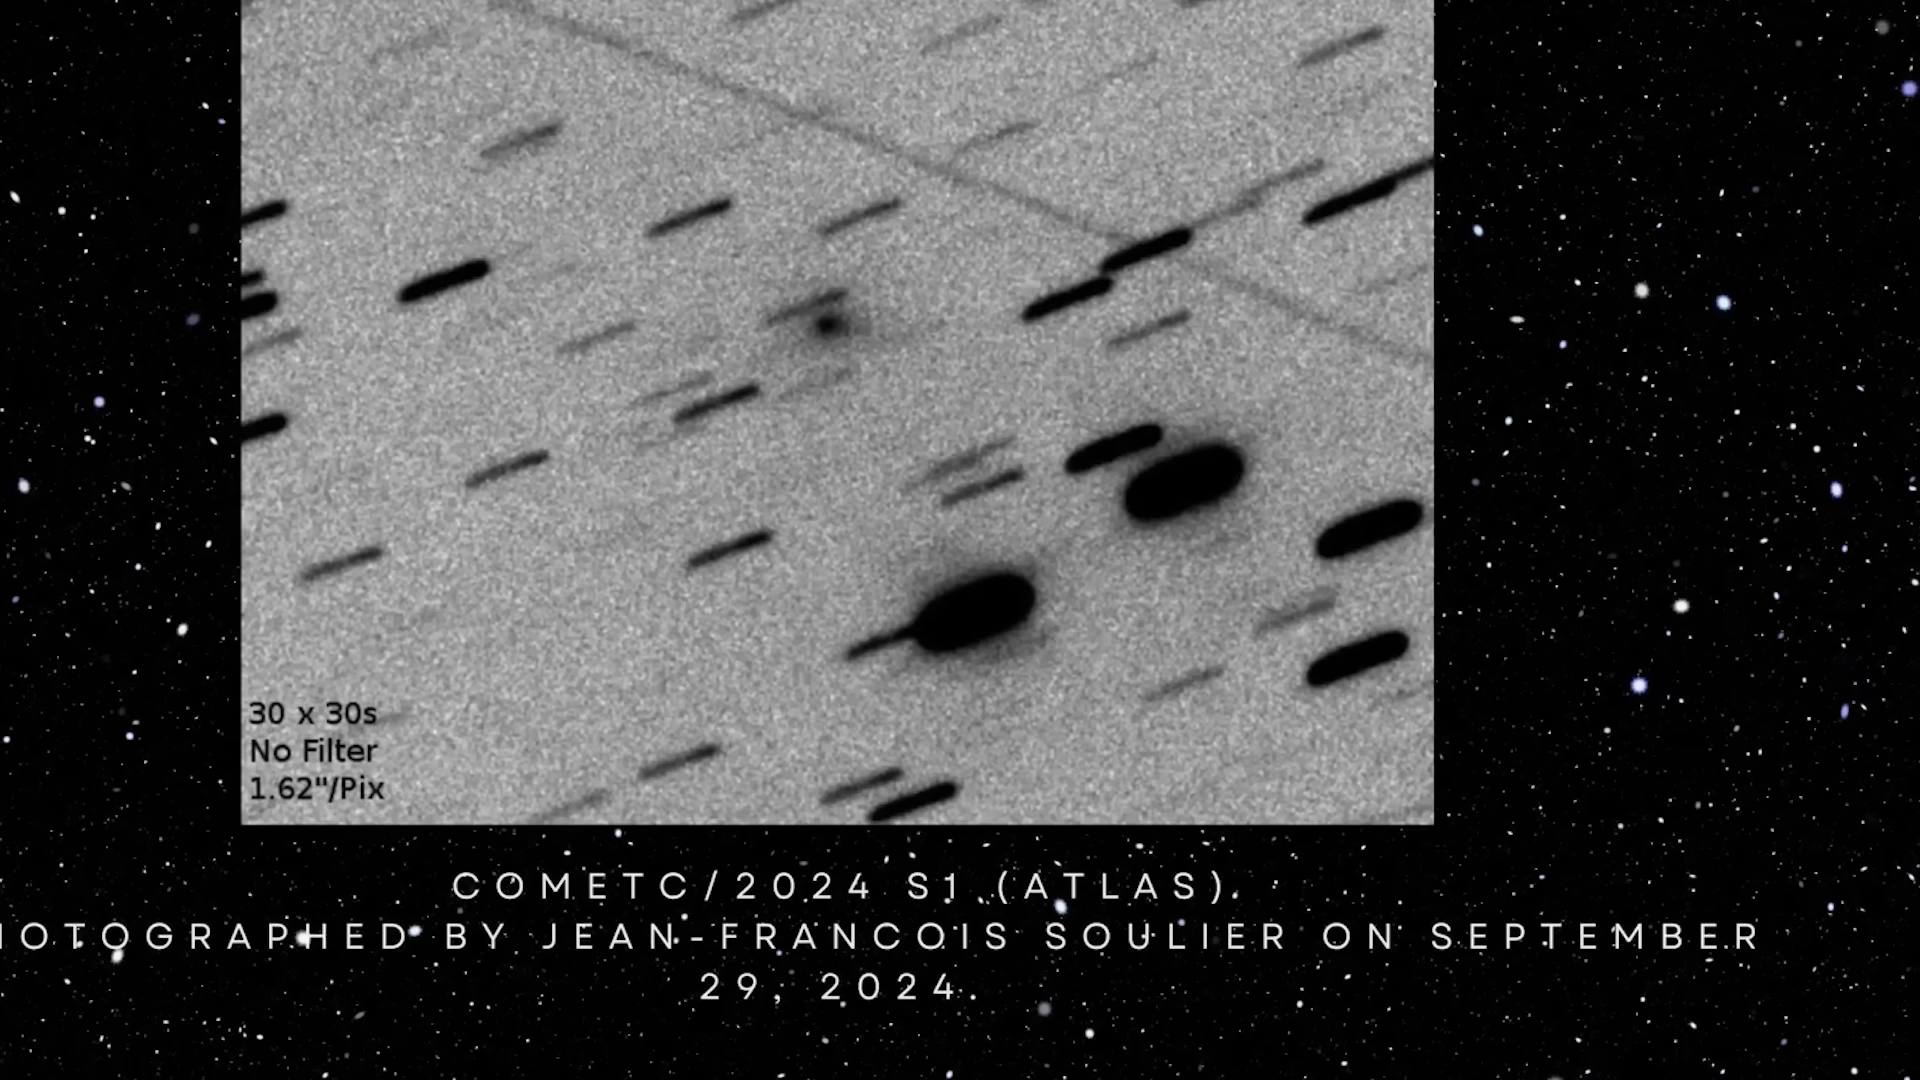 30 x 30s
No Filter
1.62"/Pix
COMETC/2024 S1 (ATLAS).
HOTOGRAPHED BY JEAN-FRANCOIS SOULIER ON SEPTEMBER
29, 2024.